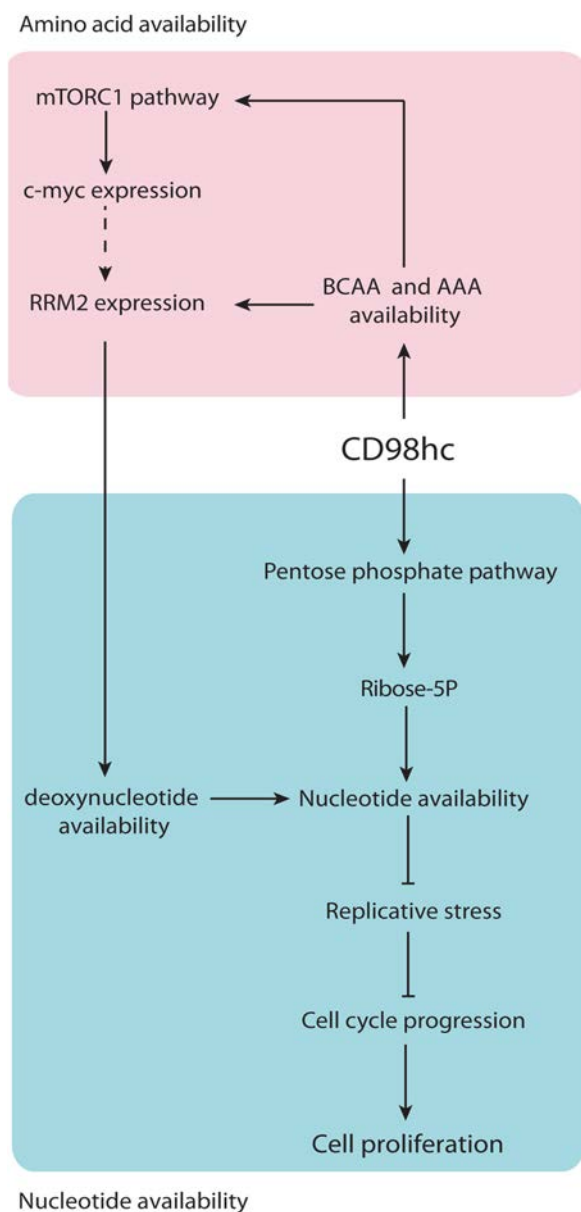 Amino acid availability
mTORC1 pathway
c-myc expression
RRM2 expression
BCAA and AAA
availability
CD98hc
Pentose phosphate pathway
Ribose-5P
deoxynucleotide
availability
Nucleotide availability
Replicative stress
Cell cycle progression
Cell proliferation
Nucleotide availability